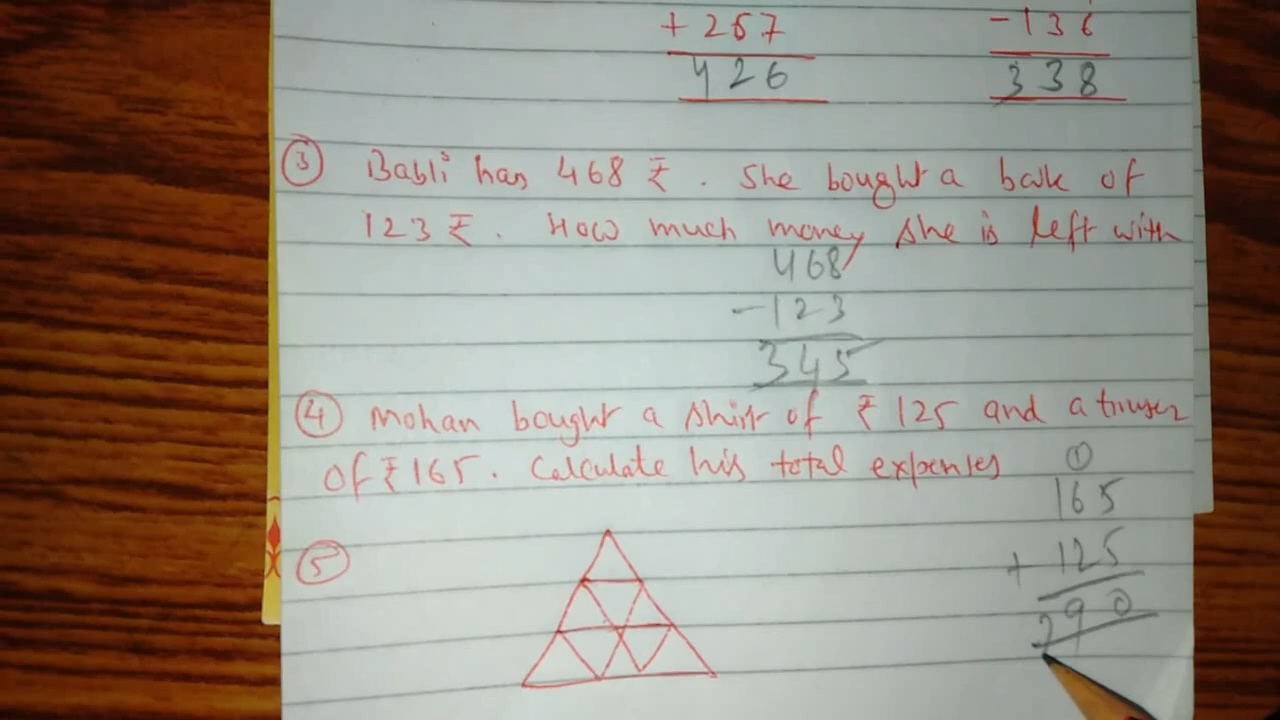 + 267 - 136
426 338
③ Babli has 468 ₹. She bought a book of
123 ₹. How much money she is left with
468
- 123
345
④ Mohan bought a shirt of ₹ 125 and a trouser
of ₹ 165. Calculate his total expenses
①
165
+ 125
290
⑤